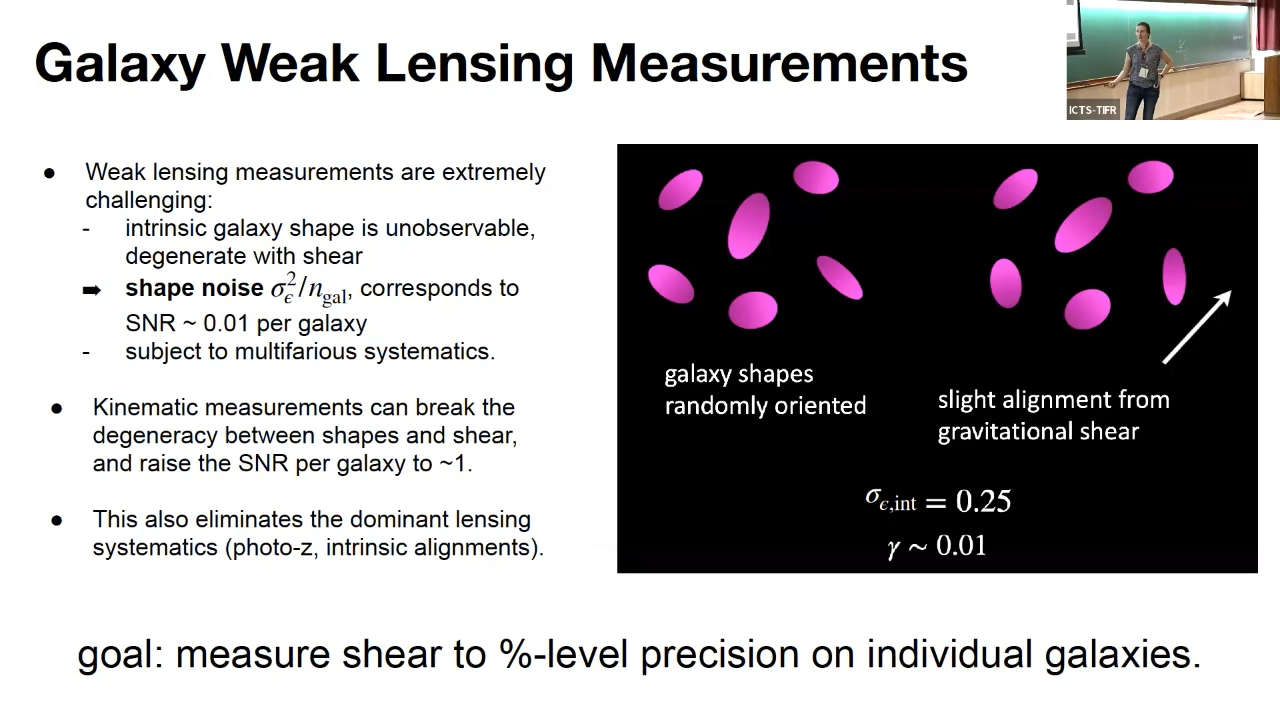 Galaxy Weak Lensing Measurements
ICTS-TIFR
● Weak lensing measurements are extremely
challenging:
- intrinsic galaxy shape is unobservable,
degenerate with shear
➡ shape noise σ_ϵ^2/n_gal, corresponds to
SNR ~ 0.01 per galaxy
- subject to multifarious systematics.
● Kinematic measurements can break the
degeneracy between shapes and shear,
and raise the SNR per galaxy to ~1.
● This also eliminates the dominant lensing
systematics (photo-z, intrinsic alignments).
galaxy shapes
randomly oriented
slight alignment from
gravitational shear
σ_ϵ,int = 0.25
γ ~ 0.01
goal: measure shear to %-level precision on individual galaxies.